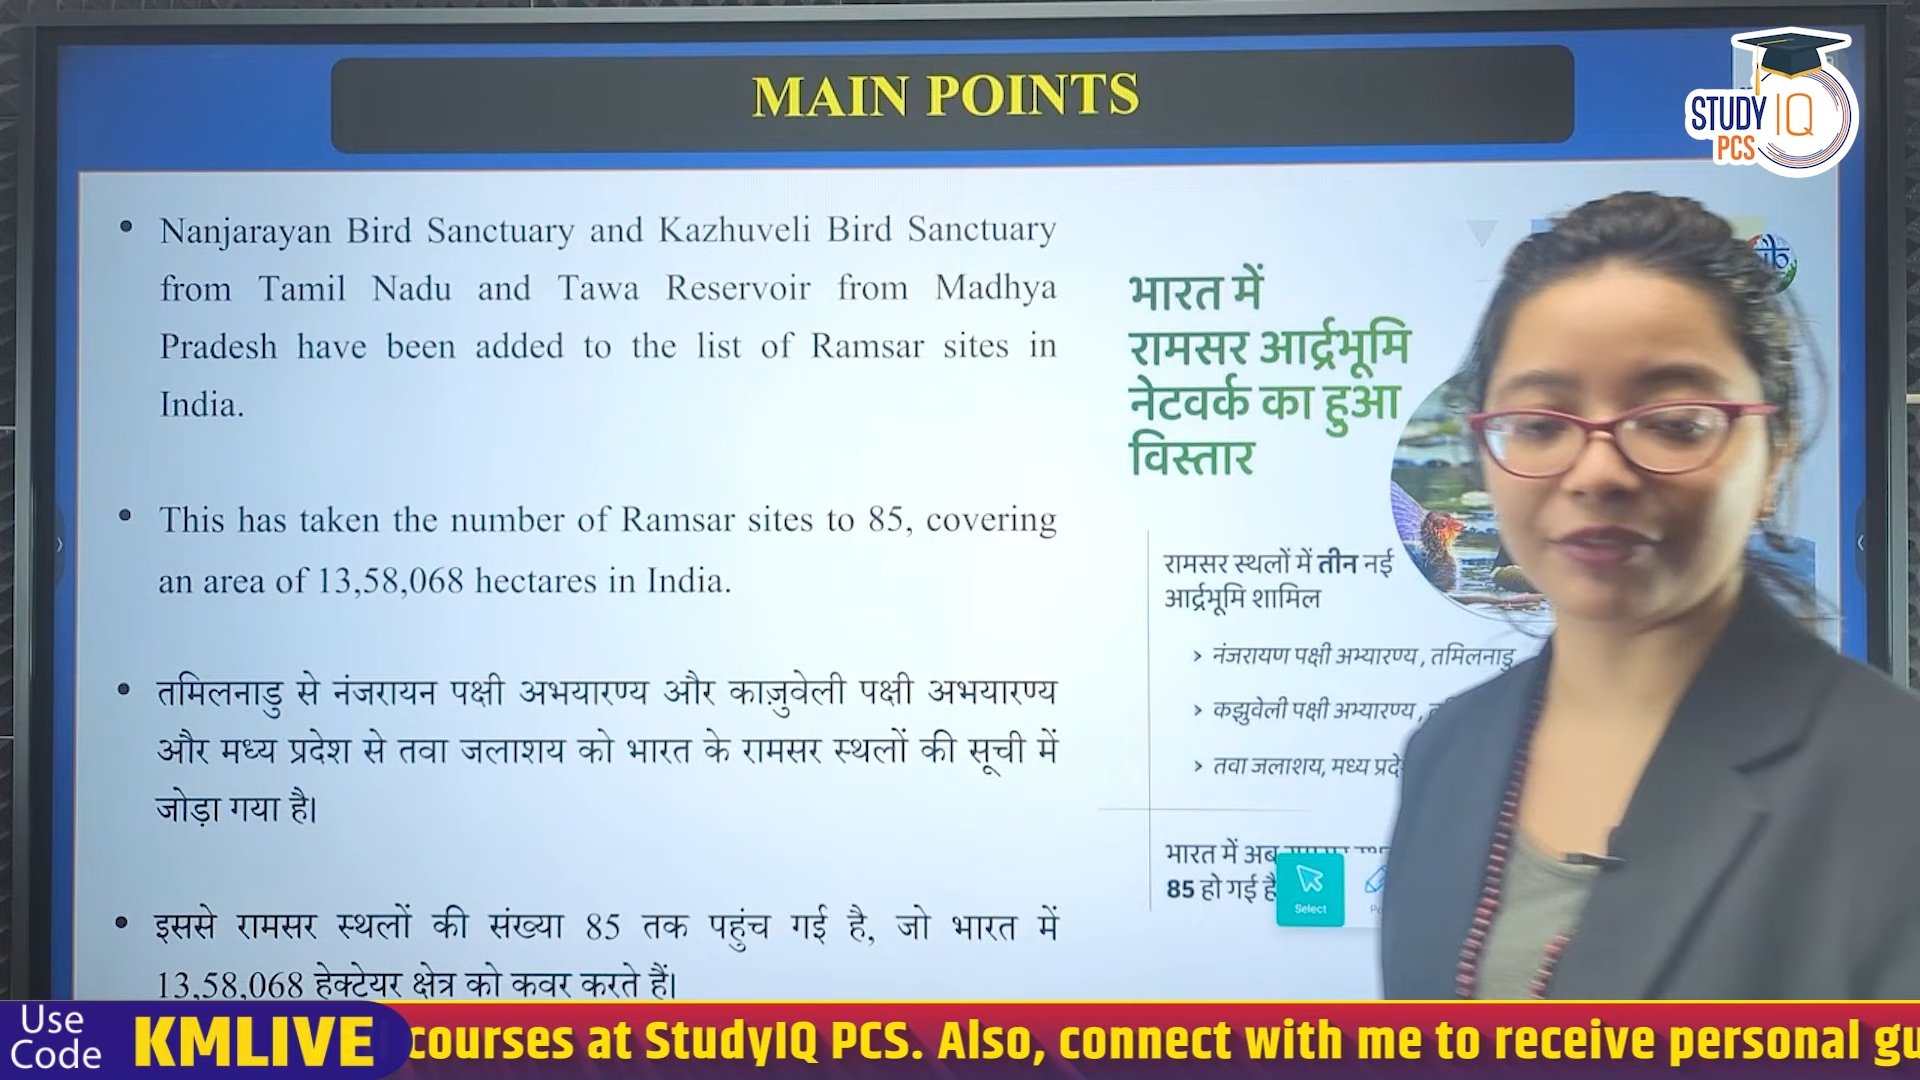 MAIN POINTS
STUDY IQ
PCS
• Nanjarayan Bird Sanctuary and Kazhuveli Bird Sanctuary
from Tamil Nadu and Tawa Reservoir from Madhya
Pradesh have been added to the list of Ramsar sites in
India.
• This has taken the number of Ramsar sites to 85, covering
an area of 13,58,068 hectares in India.
• तमिलनाडु से नंजरायन पक्षी अभयारण्य और काज़ुवेली पक्षी अभयारण्य
और मध्य प्रदेश से तवा जलाशय को भारत के रामसर स्थलों की सूची में
जोड़ा गया है।
• इससे रामसर स्थलों की संख्या 85 तक पहुंच गई है, जो भारत में
13,58,068 हेक्टेयर क्षेत्र को कवर करते हैं।
भारत में
रामसर आर्द्रभूमि
नेटवर्क का हुआ
विस्तार
रामसर स्थलों में तीन नई
आर्द्रभूमि शामिल
> नंजरायण पक्षी अभ्यारण्य, तमिलनाडु
> कझुवेली पक्षी अभ्यारण्य,
> तवा जलाशय, मध्य
भारत में अब
85 हो गई है
Select
Use
Code
KMLIVE
courses at StudyIQ PCS. Also, connect with me to receive personal